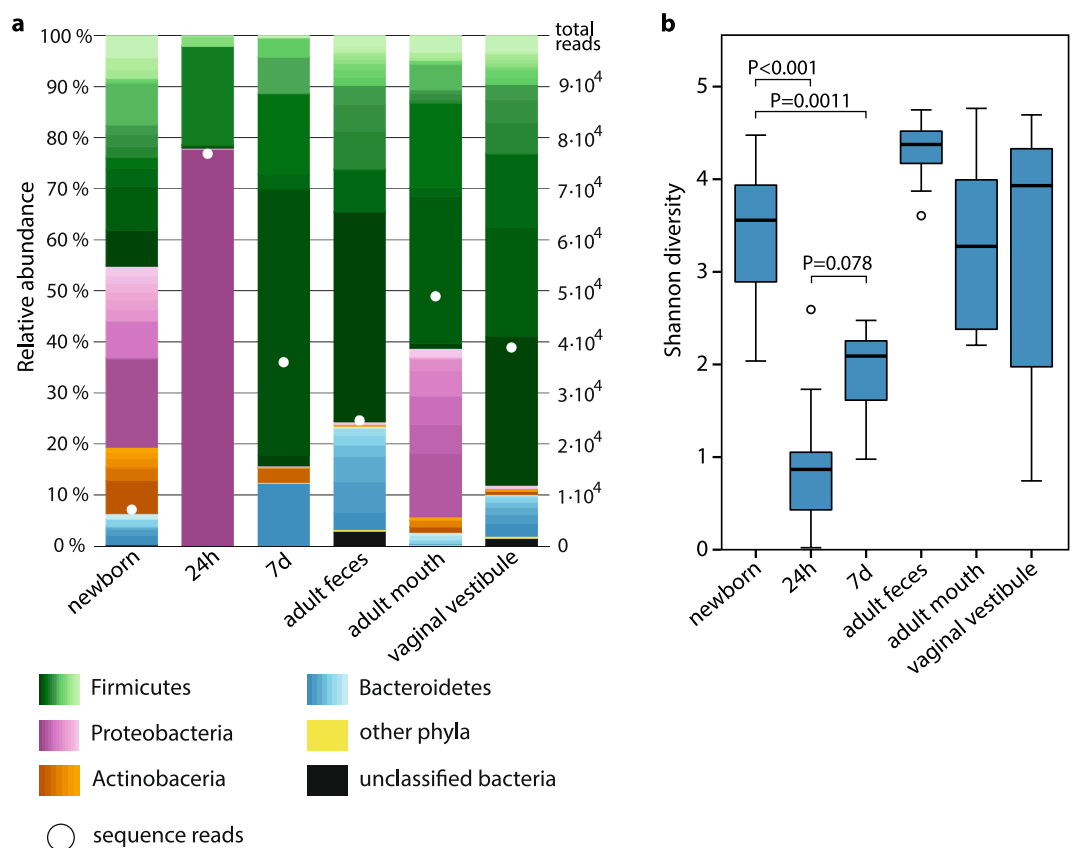 a
Relative abundance
100 %
90 %
80 %
70 %
60 %
50 %
40 %
30 %
20 %
10 %
0 %
total
reads
9·10⁴
8·10⁴
7·10⁴
6·10⁴
5·10⁴
4·10⁴
3·10⁴
2·10⁴
1·10⁴
0
newborn
24h
7d
adult feces
adult mouth
vaginal vestibule
Firmicutes
Proteobacteria
Actinobaceria
sequence reads
Bacteroidetes
other phyla
unclassified bacteria
b
Shannon diversity
5
4
3
2
1
0
P<0.001
P=0.0011
P=0.078
newborn
24h
7d
adult feces
adult mouth
vaginal vestibule